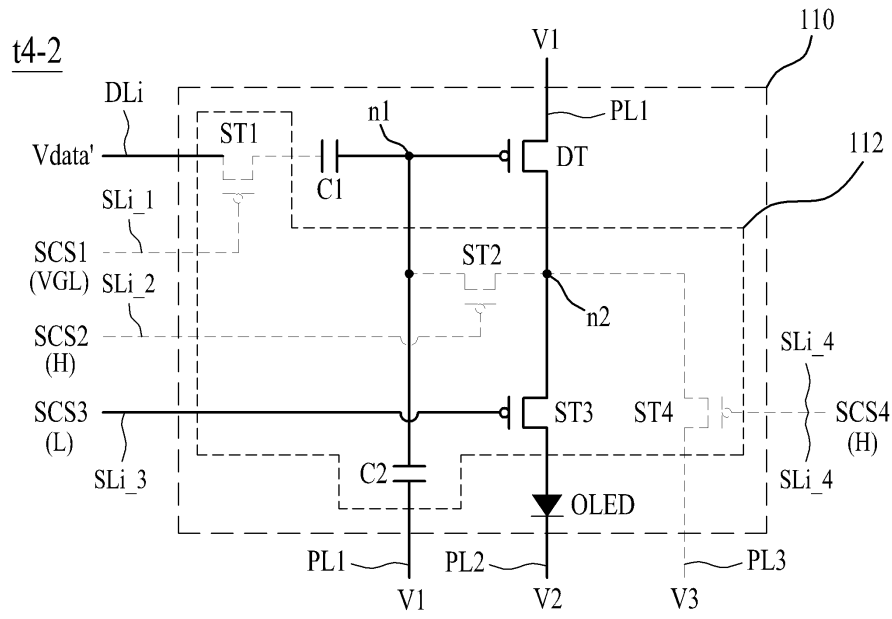 t4-2
V1
110
DLi
PL1
n1
ST1
112
Vdata'
DT
C1
SLi_1
SCS1
(VGL)
ST2
SLi_2
n2
SCS2
(H)
SLi_4
SCS3
(L)
ST3
ST4
SCS4
(H)
SLi_3
C2
SLi_4
OLED
PL1
PL2
PL3
V1
V2
V3